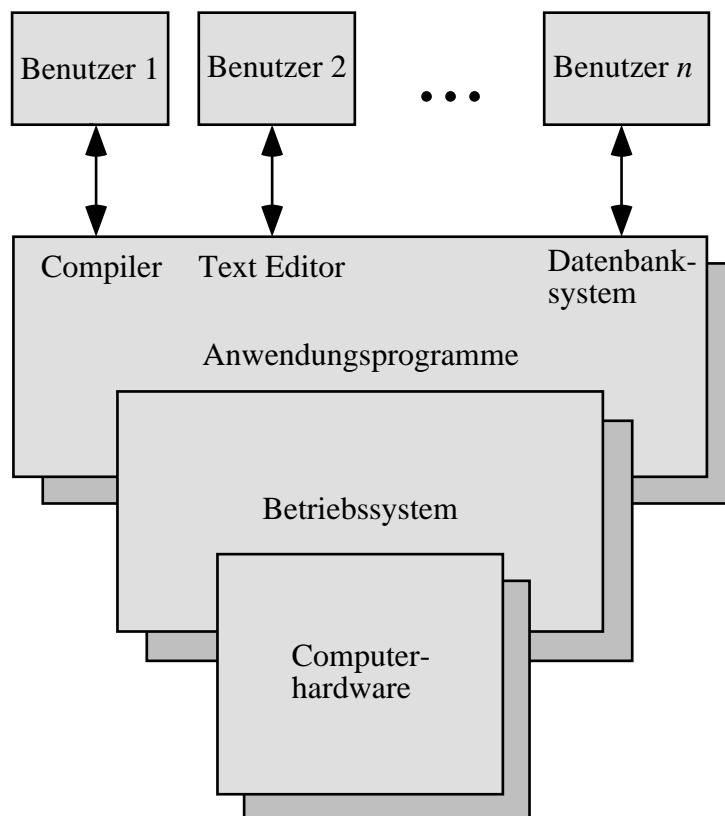 Benutzer 1 Benutzer 2 Benutzer n
Compiler Text Editor Datenbank-
system
Anwendungsprogramme
Betriebssystem
Computer-
hardware